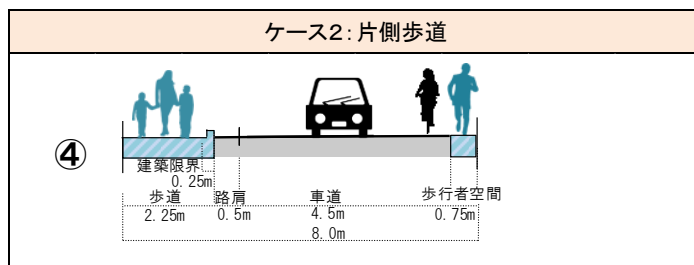 ケース2：片側歩道
④
建築限界
0.25m
歩道 路肩 車道 歩行者空間
2.25m 0.5m 4.5m 0.75m
8.0m